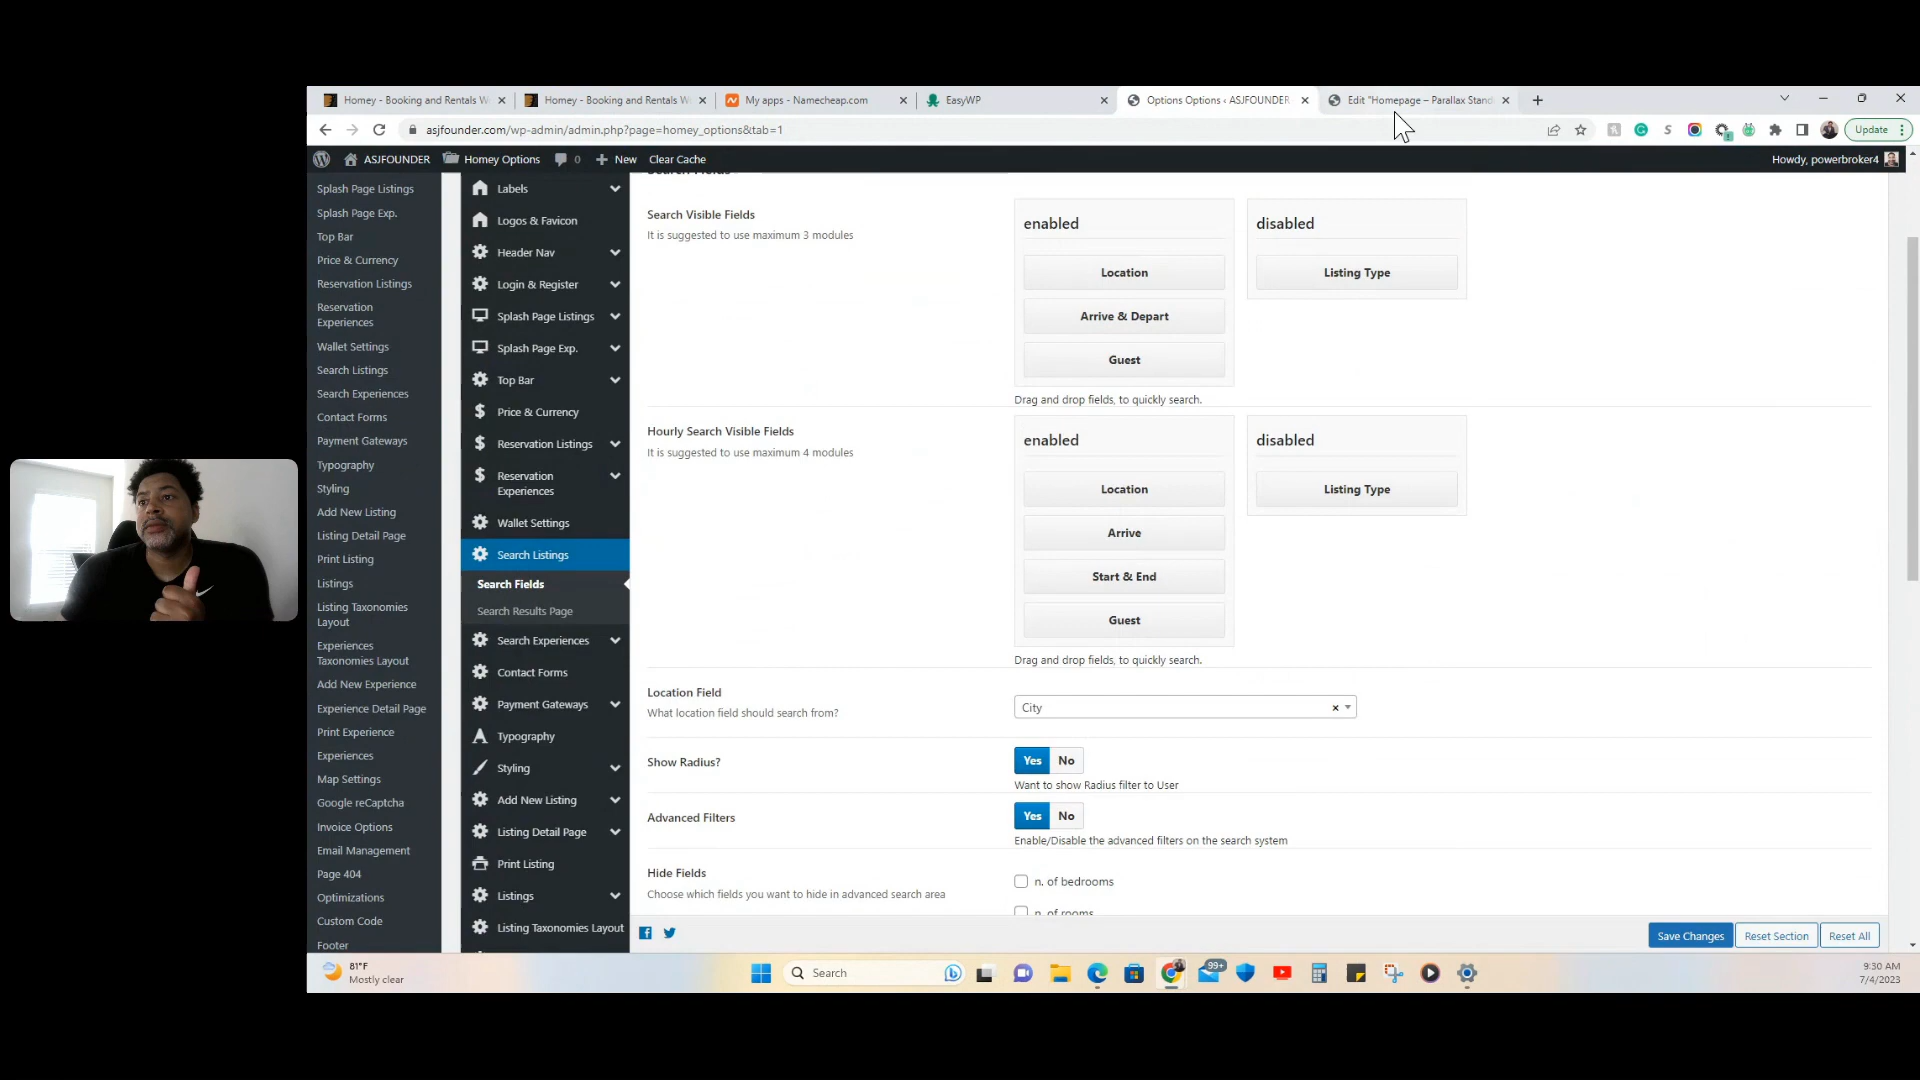 Homey - Booking and Rentals W
Homey - Booking and Rentals W
My apps - Namecheap.com
EasyWP
Options Options ‹ ASJFOUNDER
Edit "Homepage – Parallax Stand
asjfounder.com/wp-admin/admin.php?page=homey_options&tab=1
Update
ASJFOUNDER
Homey Options
0
New
Clear Cache
Howdy, powerbroker4
Splash Page Listings
Splash Page Exp.
Top Bar
Price & Currency
Reservation Listings
Reservation
Experiences
Wallet Settings
Search Listings
Search Experiences
Contact Forms
Payment Gateways
Typography
Styling
Add New Listing
Listing Detail Page
Print Listing
Listings
Listing Taxonomies
Layout
Experiences
Taxonomies Layout
Add New Experience
Experience Detail Page
Print Experience
Experiences
Map Settings
Google reCaptcha
Invoice Options
Email Management
Page 404
Optimizations
Custom Code
Footer
Labels
Logos & Favicon
Header Nav
Login & Register
Splash Page Listings
Splash Page Exp.
Top Bar
Price & Currency
Reservation Listings
Reservation
Experiences
Wallet Settings
Search Listings
Search Fields
Search Results Page
Search Experiences
Contact Forms
Payment Gateways
Typography
Styling
Add New Listing
Listing Detail Page
Print Listing
Listings
Listing Taxonomies Layout
Search Fields
Search Visible Fields
It is suggested to use maximum 3 modules
enabled
Location
Arrive & Depart
Guest
disabled
Listing Type
Drag and drop fields, to quickly search.
Hourly Search Visible Fields
It is suggested to use maximum 4 modules
enabled
Location
Arrive
Start & End
Guest
disabled
Listing Type
Drag and drop fields, to quickly search.
Location Field
What location field should search from?
City
Show Radius?
Yes No
Want to show Radius filter to User
Advanced Filters
Yes No
Enable/Disable the advanced filters on the search system
Hide Fields
Choose which fields you want to hide in advanced search area
n. of bedrooms
n. of rooms
Save Changes
Reset Section
Reset All
81°F
Mostly clear
Search
99+
9:30 AM
7/4/2023